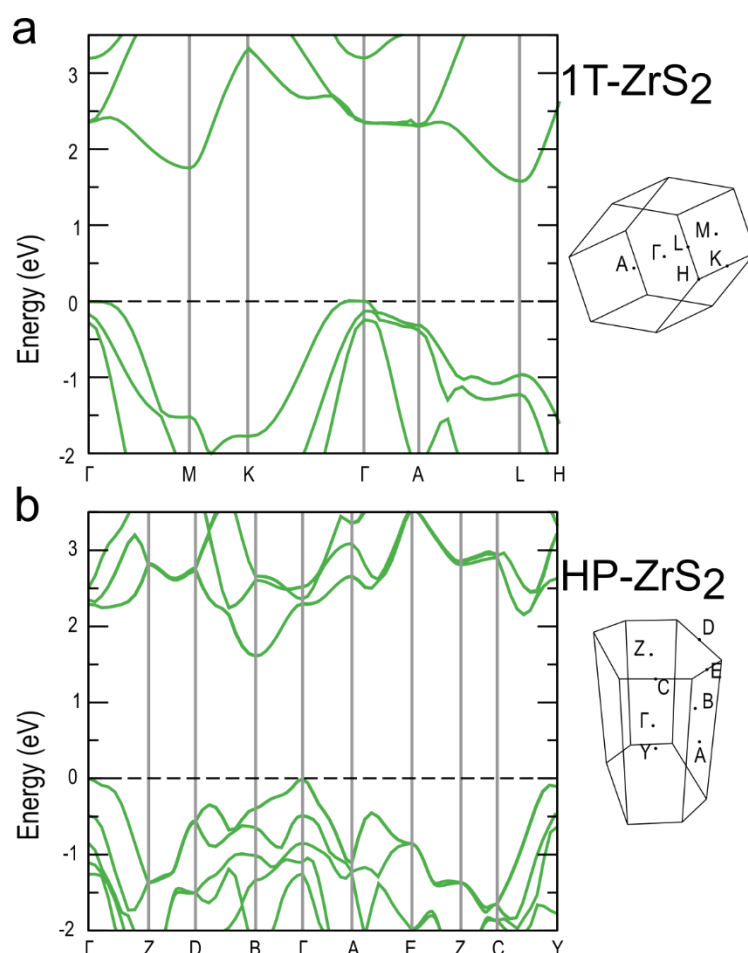 a
1T-ZrS2
Energy (eV)
3
2
1
0
-1
-2
Γ M K Γ A L H
A Γ L M H K
b
HP-ZrS2
Energy (eV)
3
2
1
0
-1
-2
Γ Z D B Γ A E Z C Y
D
Z
E
C
B
Γ
Y
A